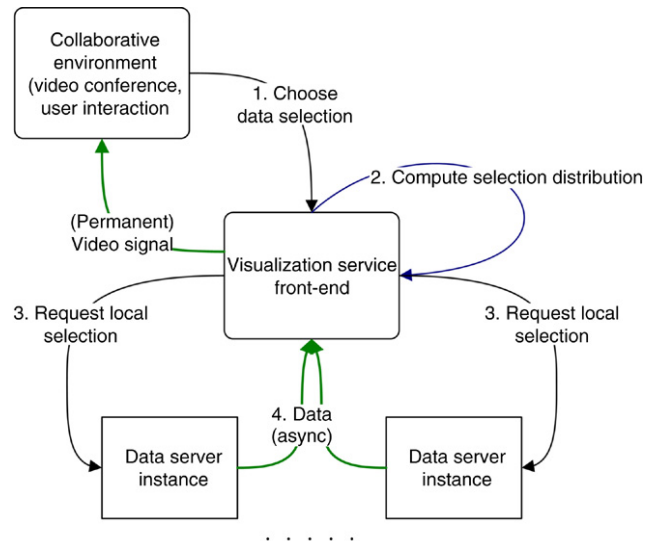 Collaborative
environment
(video conference,
user interaction
1. Choose
data selection
2. Compute selection distribution
(Permanent)
Video signal
Visualization service
front-end
3. Request local
selection
3. Request local
selection
4. Data
(async)
Data server
instance
Data server
instance
. . . . .